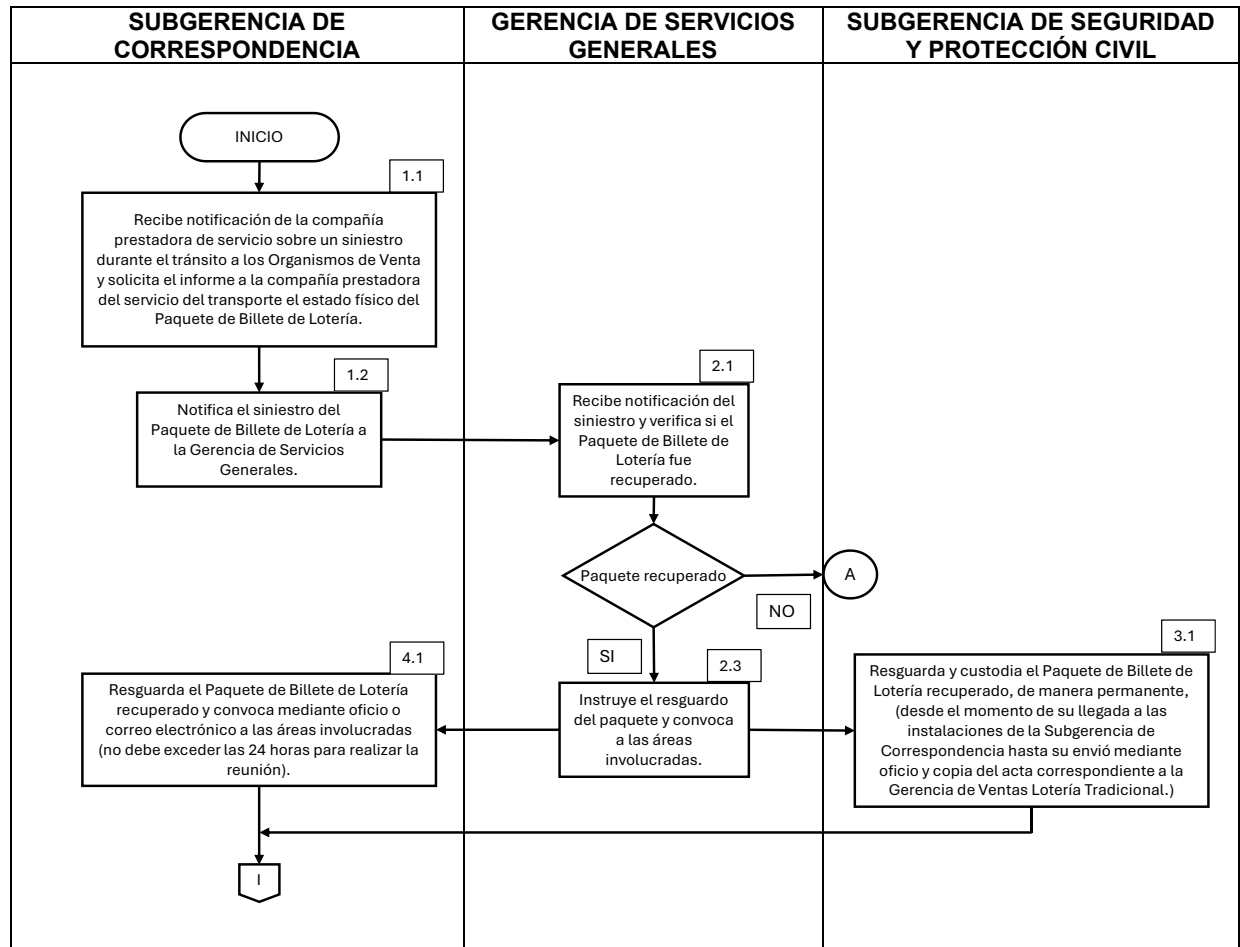 SUBGERENCIA DE
CORRESPONDENCIA
GERENCIA DE SERVICIOS
GENERALES
SUBGERENCIA DE SEGURIDAD
Y PROTECCIÓN CIVIL
INICIO
1.1
Recibe notificación de la compañía
prestadora de servicio sobre un siniestro
durante el tránsito a los Organismos de Venta
y solicita el informe a la compañía prestadora
del servicio del transporte el estado físico del
Paquete de Billete de Lotería.
1.2
Notifica el siniestro del
Paquete de Billete de Lotería a
la Gerencia de Servicios
Generales.
2.1
Recibe notificación del
siniestro y verifica si el
Paquete de Billete de
Lotería fue
recuperado.
Paquete recuperado
A
NO
SI
2.3
Instruye el resguardo
del paquete y convoca
a las áreas
involucradas.
3.1
Resguarda y custodia el Paquete de Billete de
Lotería recuperado, de manera permanente,
(desde el momento de su llegada a las
instalaciones de la Subgerencia de
Correspondencia hasta su envió mediante
oficio y copia del acta correspondiente a la
Gerencia de Ventas Lotería Tradicional.)
4.1
Resguarda el Paquete de Billete de Lotería
recuperado y convoca mediante oficio o
correo electrónico a las áreas involucradas
(no debe exceder las 24 horas para realizar la
reunión).
I